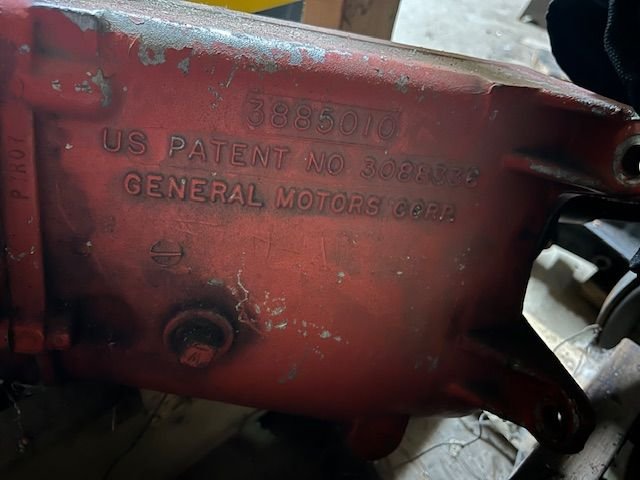 3885010
US PATENT NO 3088336
GENERAL MOTORS CORP.